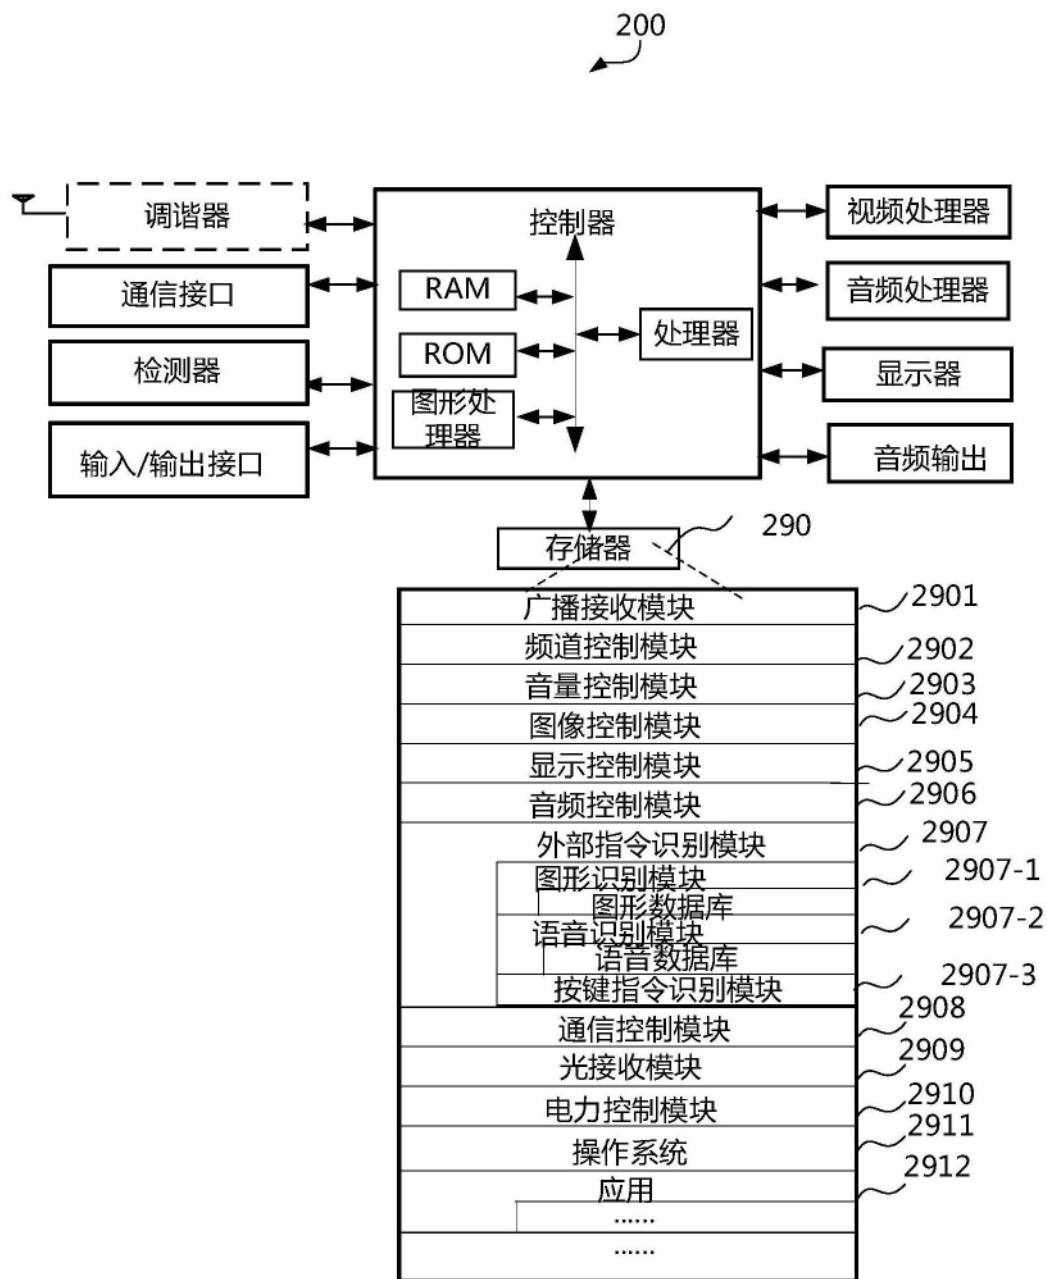 200
调谐器
通信接口
检测器
输入/输出接口
控制器
RAM
ROM
图形处
理器
处理器
视频处理器
音频处理器
显示器
音频输出
存储器
290
广播接收模块
2901
频道控制模块
2902
音量控制模块
2903
图像控制模块
2904
显示控制模块
2905
音频控制模块
2906
外部指令识别模块
2907
图形识别模块
2907-1
图形数据库
语音识别模块
2907-2
语音数据库
按键指令识别模块
2907-3
通信控制模块
2908
光接收模块
2909
电力控制模块
2910
操作系统
2911
应用
2912
......
......